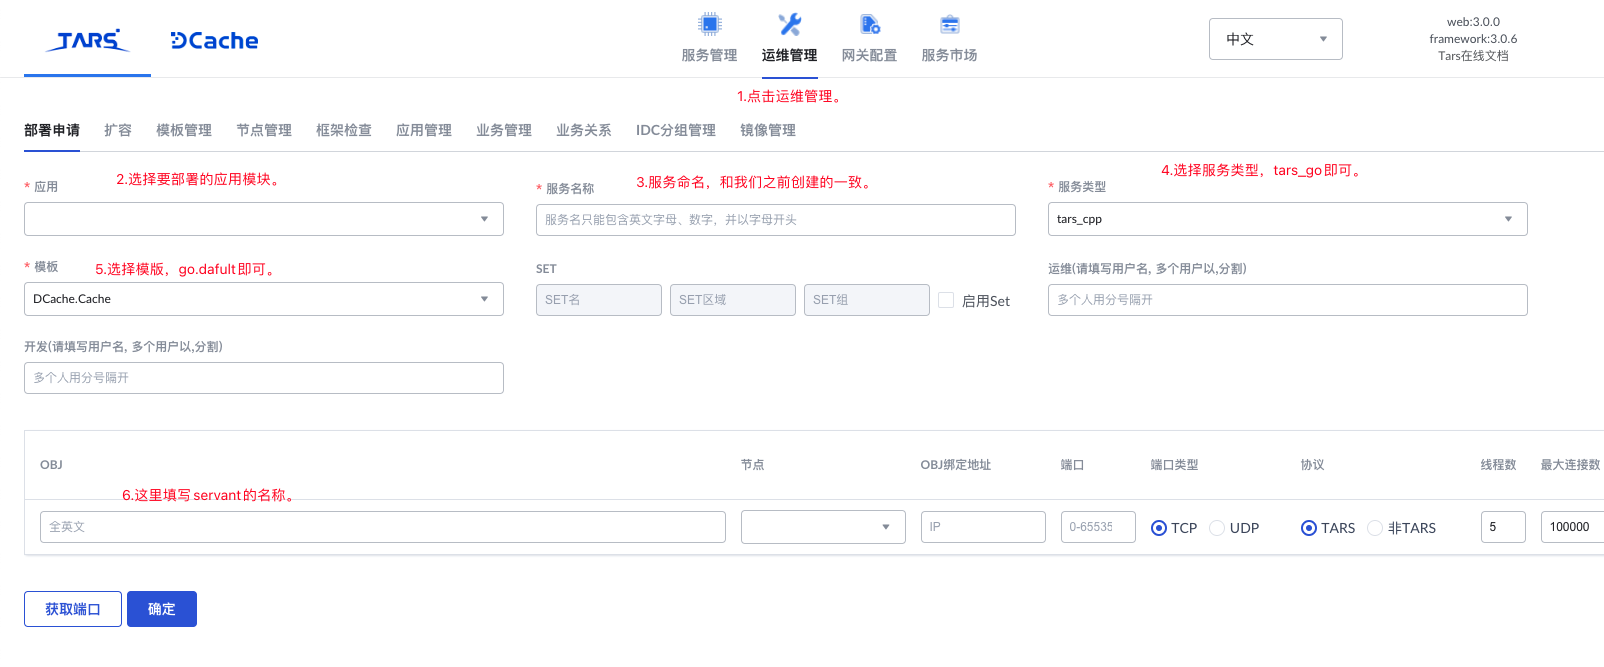 TARS DCache
服务管理 运维管理 网关配置 服务市场
中文
web:3.0.0
framework:3.0.6
Tars在线文档
1.点击运维管理。
部署申请 扩容 模板管理 节点管理 框架检查 应用管理 业务管理 业务关系 IDC分组管理 镜像管理
* 应用 2.选择要部署的应用模块。
* 服务名称 3.服务命名，和我们之前创建的一致。
4.选择服务类型，tars_go即可。
* 服务类型
服务名只能包含英文字母、数字，并以字母开头
tars_cpp
* 模板 5.选择模版，go.dafult即可。
SET
运维(请填写用户名, 多个用户以,分割)
DCache.Cache
SET名 SET区域 SET组 启用Set
多个人用分号隔开
开发(请填写用户名, 多个用户以,分割)
多个人用分号隔开
OBJ 节点 OBJ绑定地址 端口 端口类型 协议 线程数 最大连接数
6.这里填写servant的名称。
全英文 IP 0-65535 TCP UDP TARS 非TARS 5 100000
获取端口 确定